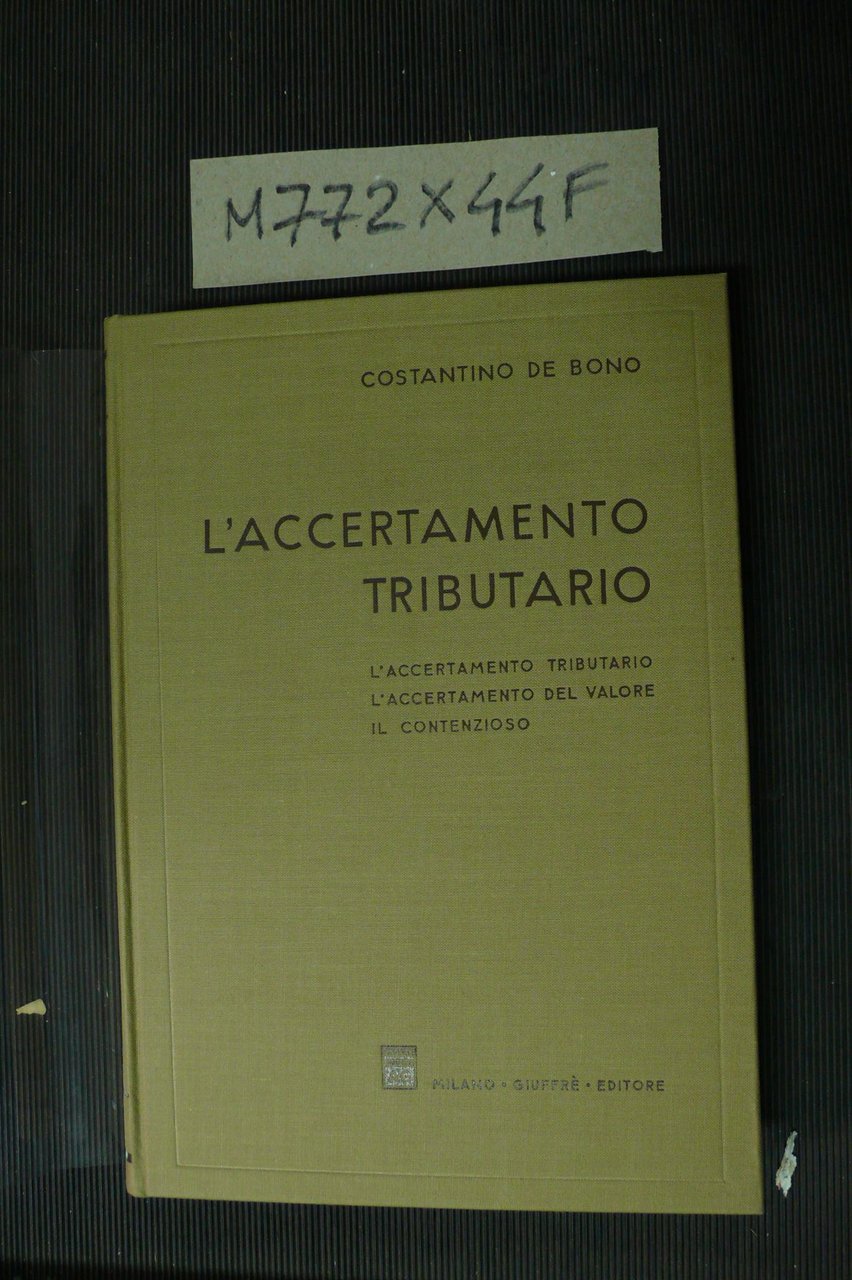 M772X44F
COSTANTINO DE BONO
L'ACCERTAMENTO
TRIBUTARIO
L'ACCERTAMENTO TRIBUTARIO
L'ACCERTAMENTO DEL VALORE
IL CONTENZIOSO
MILANO • GIUFFRÈ • EDITORE